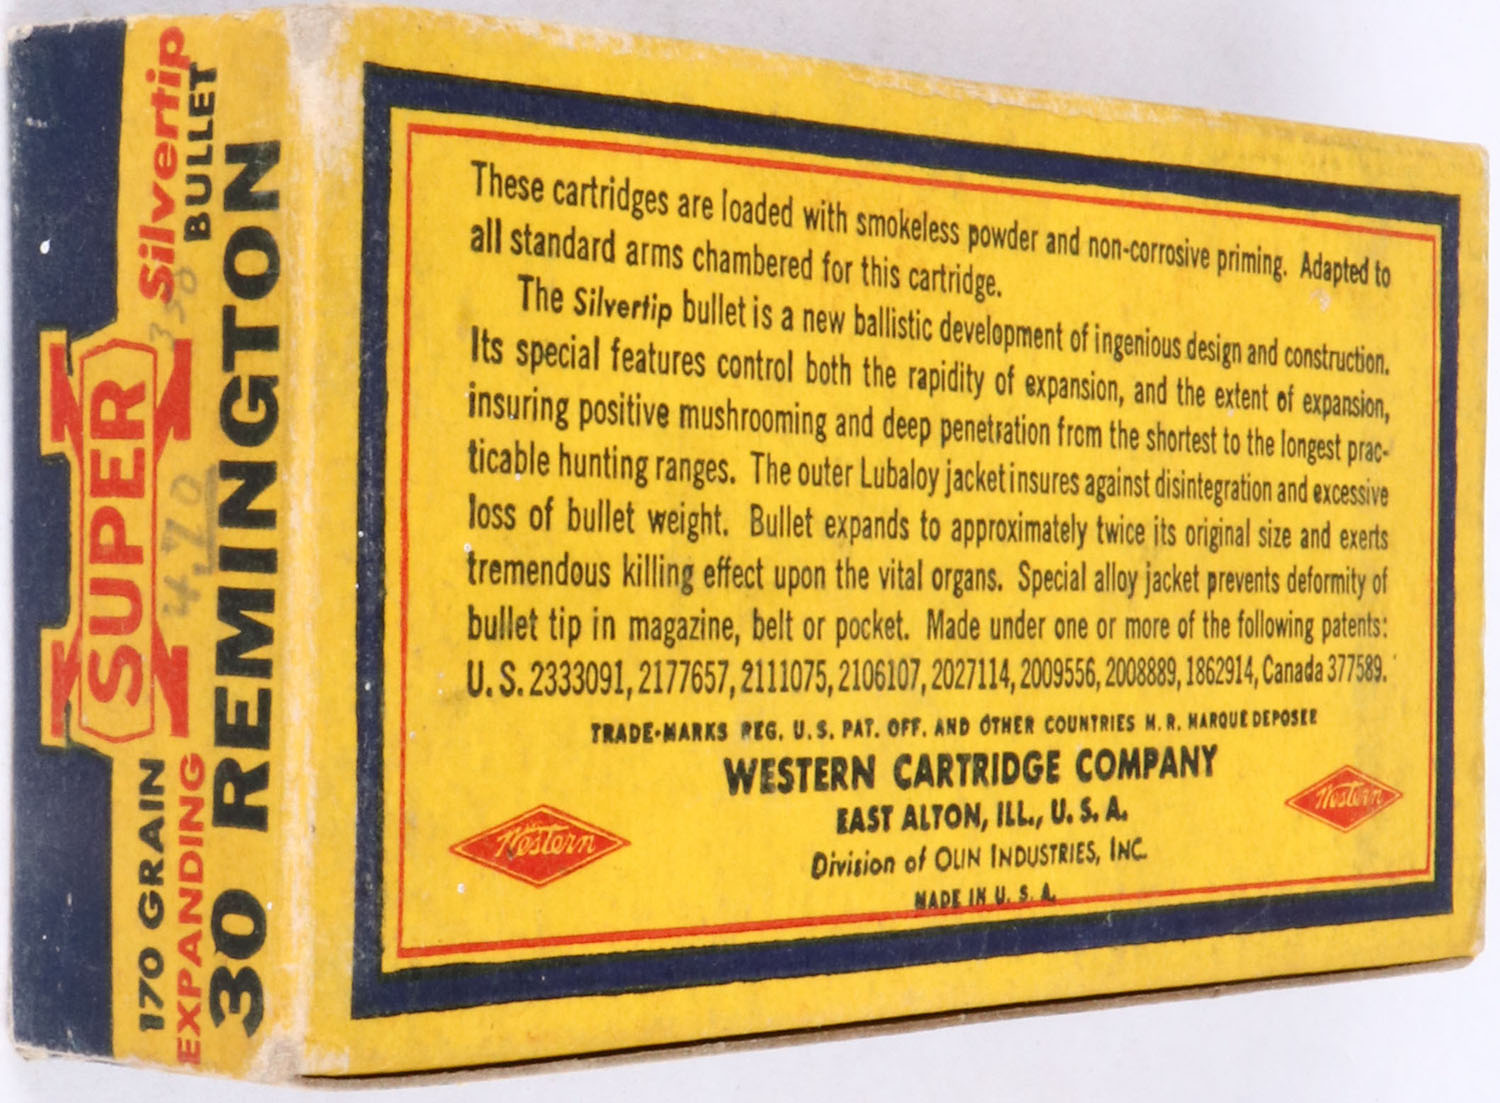 SUPER X
170 GRAIN Silvertip
EXPANDING BULLET
30 REMINGTON
330
4.70
These cartridges are loaded with smokeless powder and non-corrosive priming. Adapted to
all standard arms chambered for this cartridge.
The Silvertip bullet is a new ballistic development of ingenious design and construction.
Its special features control both the rapidity of expansion, and the extent of expansion,
insuring positive mushrooming and deep penetration from the shortest to the longest prac-
ticable hunting ranges. The outer Lubaloy jacket insures against disintegration and excessive
loss of bullet weight. Bullet expands to approximately twice its original size and exerts
tremendous killing effect upon the vital organs. Special alloy jacket prevents deformity of
bullet tip in magazine, belt or pocket. Made under one or more of the following patents:
U. S. 2333091, 2177657, 2111075, 2106107, 2027114, 2009556, 2008889, 1862914, Canada 377589.
TRADE-MARKS REG. U. S. PAT. OFF. AND OTHER COUNTRIES M. R. MARQUE DEPOSEE
WESTERN CARTRIDGE COMPANY
EAST ALTON, ILL., U. S. A.
Division of OLIN INDUSTRIES, INC.
MADE IN U. S. A.
Western
Western